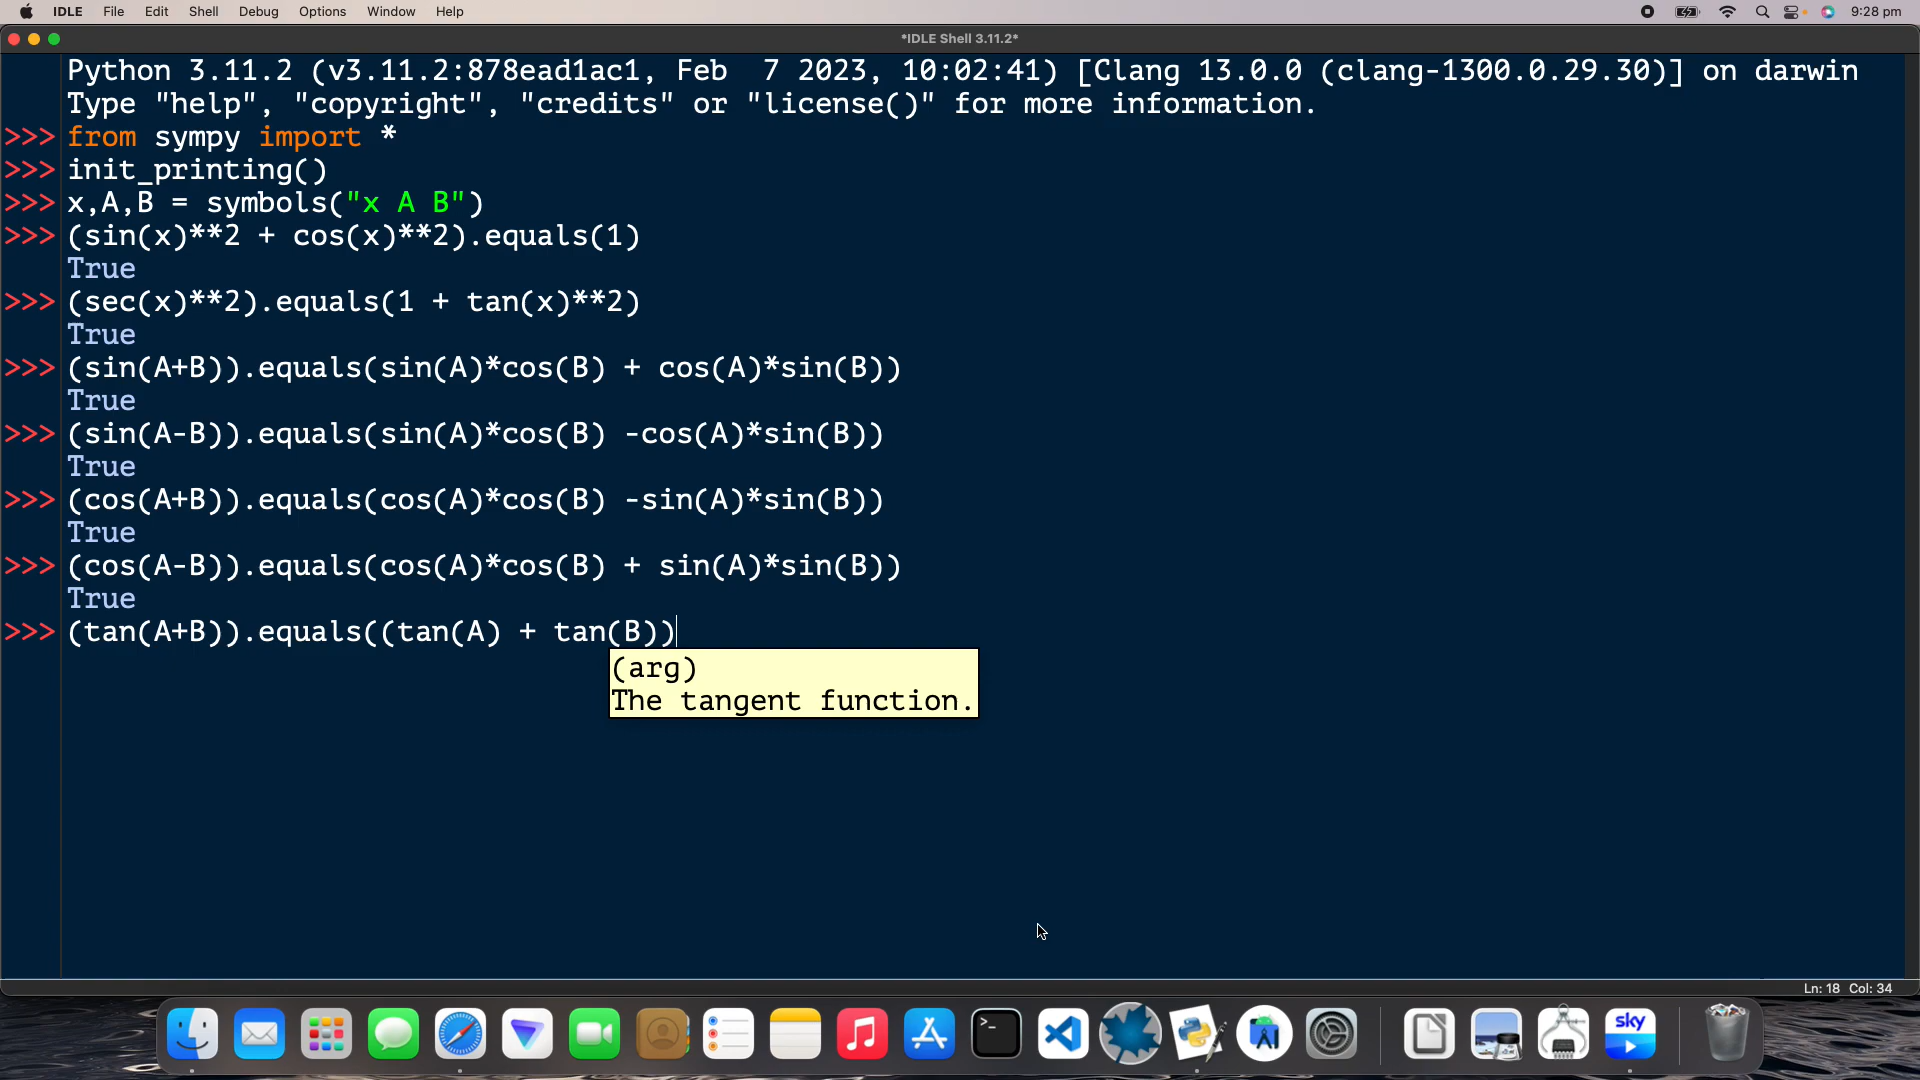 IDLE File Edit Shell Debug Options Window Help 9:28 pm
*IDLE Shell 3.11.2*
Python 3.11.2 (v3.11.2:878ead1ac1, Feb  7 2023, 10:02:41) [Clang 13.0.0 (clang-1300.0.29.30)] on darwin
Type "help", "copyright", "credits" or "license()" for more information.
>>> from sympy import *
>>> init_printing()
>>> x,A,B = symbols("x A B")
>>> (sin(x)**2 + cos(x)**2).equals(1)
True
>>> (sec(x)**2).equals(1 + tan(x)**2)
True
>>> (sin(A+B)).equals(sin(A)*cos(B) + cos(A)*sin(B))
True
>>> (sin(A-B)).equals(sin(A)*cos(B) -cos(A)*sin(B))
True
>>> (cos(A+B)).equals(cos(A)*cos(B) -sin(A)*sin(B))
True
>>> (cos(A-B)).equals(cos(A)*cos(B) + sin(A)*sin(B))
True
>>> (tan(A+B)).equals((tan(A) + tan(B))
(arg)
The tangent function.
Ln: 18 Col: 34
>_
sky